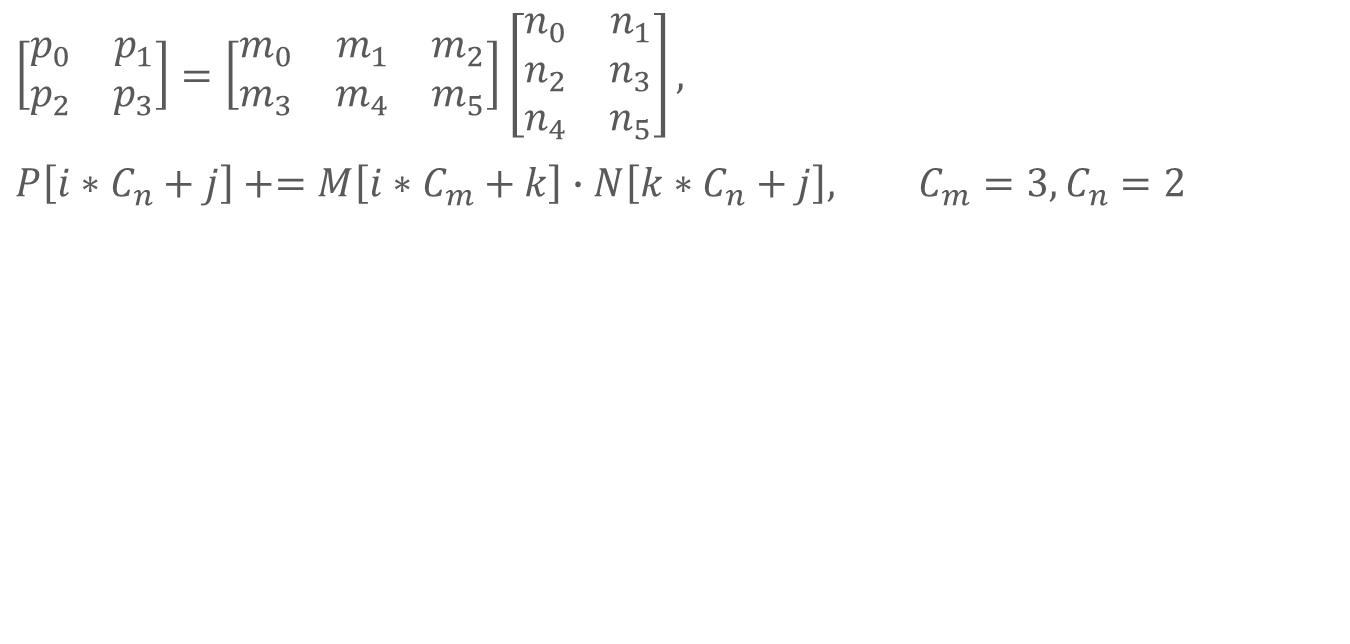 [p₀ p₁; p₂ p₃] = [m₀ m₁ m₂; m₃ m₄ m₅] [n₀ n₁; n₂ n₃; n₄ n₅],
P[i * Cₙ + j] += M[i * Cₘ + k] · N[k * Cₙ + j], Cₘ = 3, Cₙ = 2